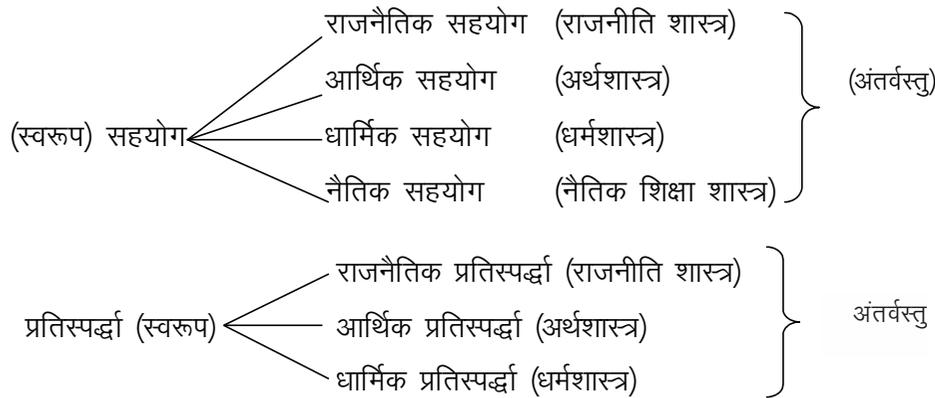 राजनैतिक सहयोग (राजनीति शास्त्र)
आर्थिक सहयोग (अर्थशास्त्र) (अंतर्वस्तु)
(स्वरूप) सहयोग धार्मिक सहयोग (धर्मशास्त्र)
नैतिक सहयोग (नैतिक शिक्षा शास्त्र)
राजनैतिक प्रतिस्पर्द्धा (राजनीति शास्त्र)
प्रतिस्पर्द्धा (स्वरूप) आर्थिक प्रतिस्पर्द्धा (अर्थशास्त्र) अंतर्वस्तु
धार्मिक प्रतिस्पर्द्धा (धर्मशास्त्र)